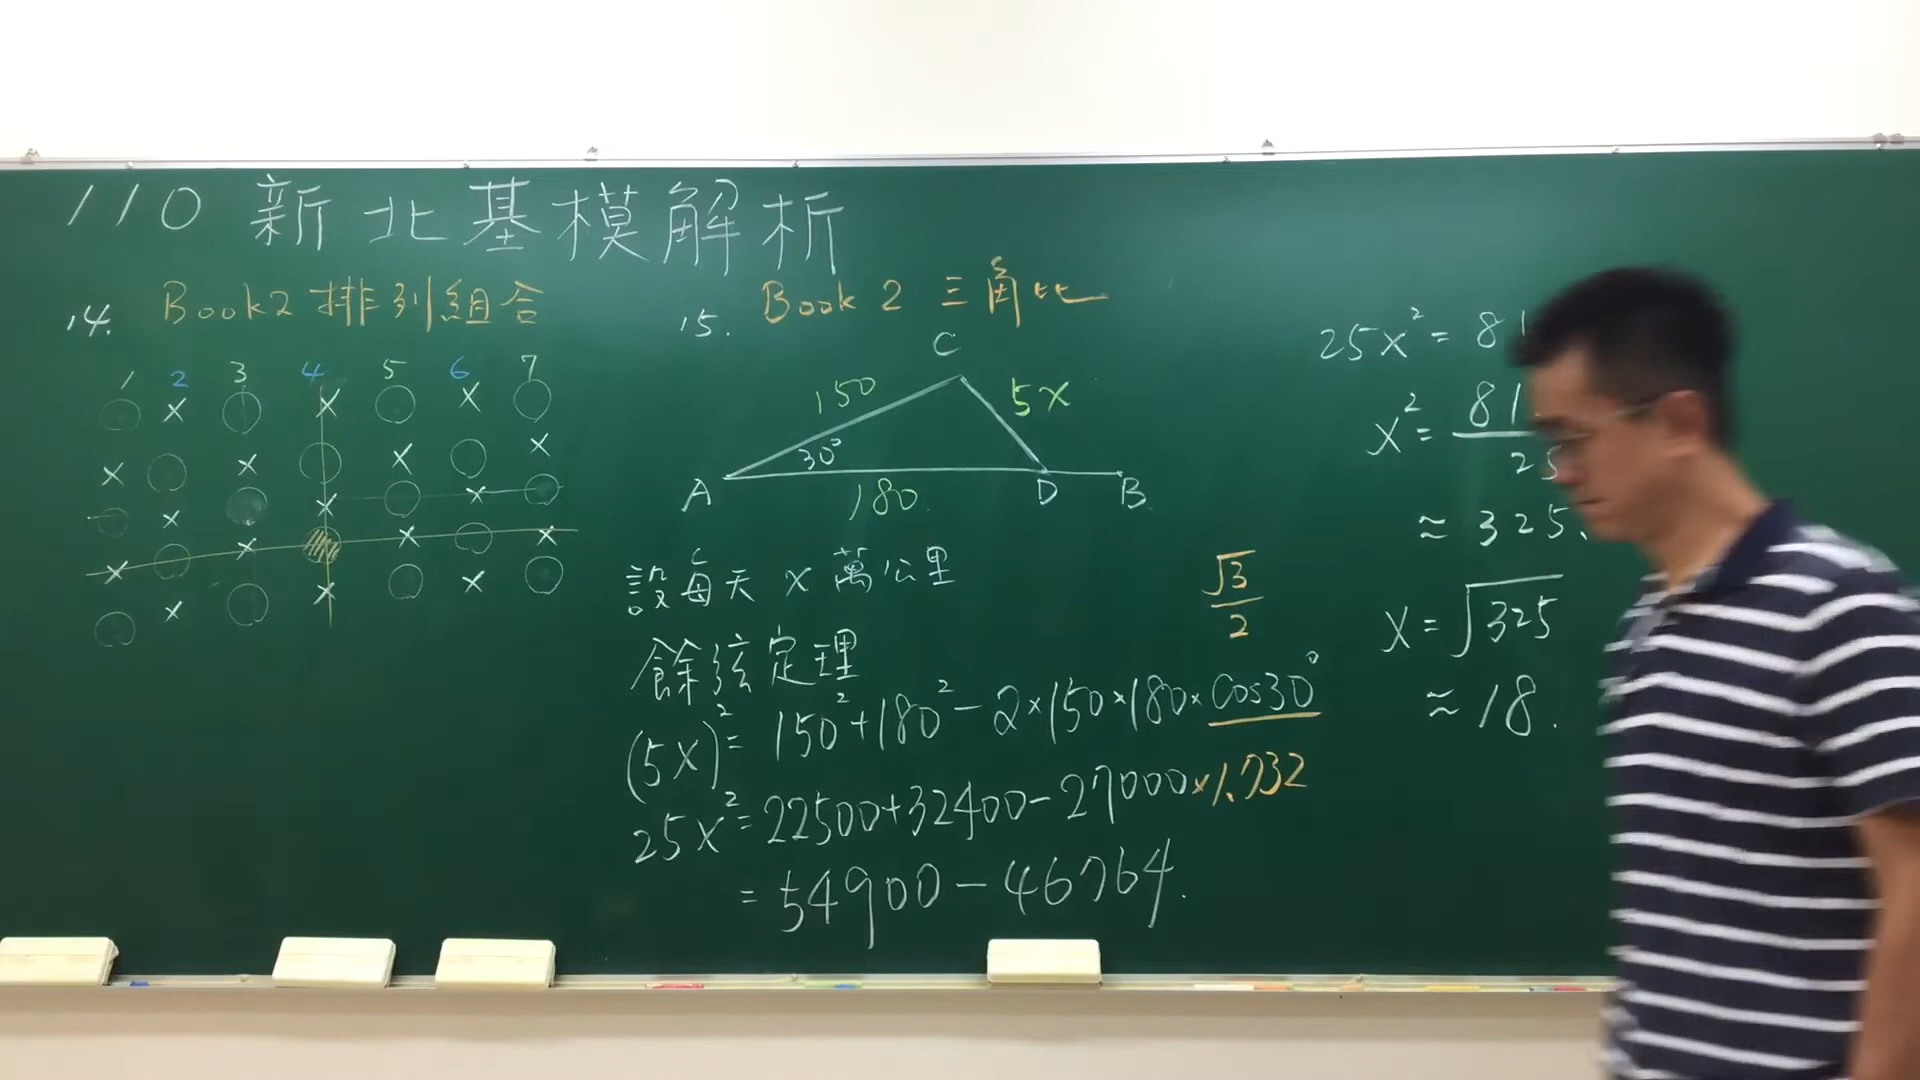 110 新北基模解析
14. Book2 排列組合
1 2 3 4 5 6 7
○ × ○ × ○ × ○
× ○ × ○ × ○ ×
○ × ○ × ○ × ○
× ○ × ○ × ○ ×
○ × ○ × ○ × ○
15. Book 2 三角比
C
150
5x
30°
A
180
D
B
設每天 x 萬公里
餘弦定理
√3/2
(5x)²=150²+180²-2×150×180×cos30°
25x²=22500+32400-27000×1.732
=54900-46764
25x²=81
x²=81/25
≈325.
x=√325
≈18.